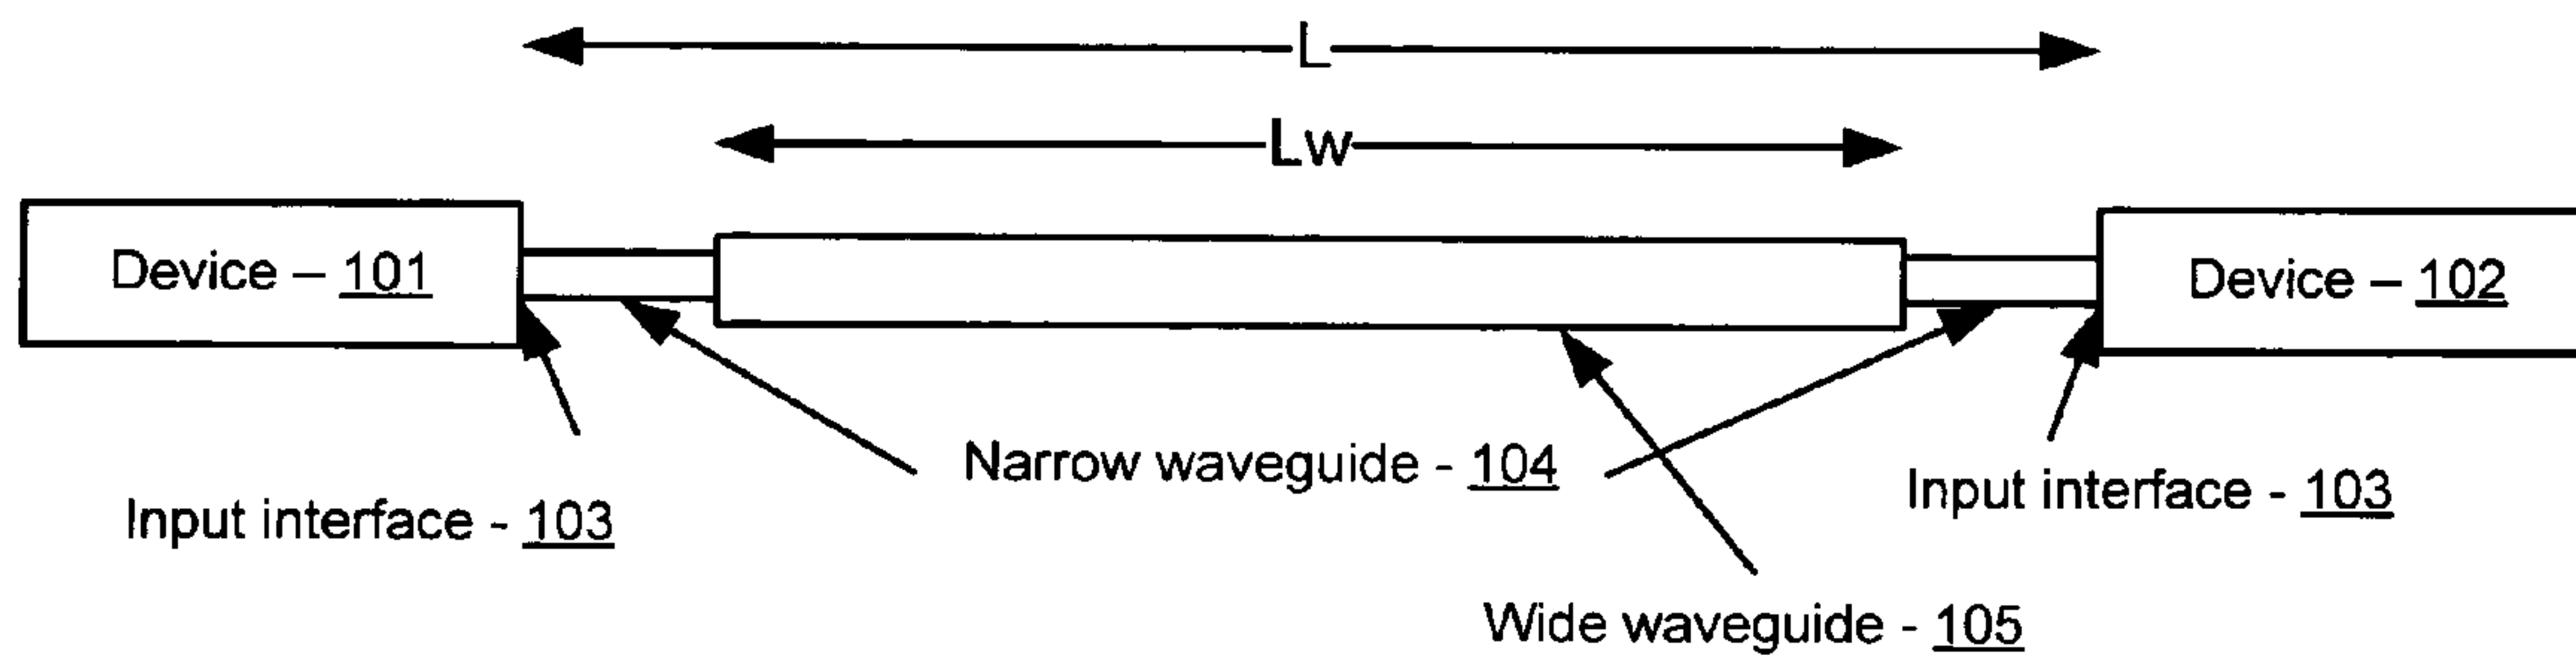 L
Lw
Device – 101
Device – 102
Narrow waveguide - 104
Input interface - 103
Input interface - 103
Wide waveguide - 105